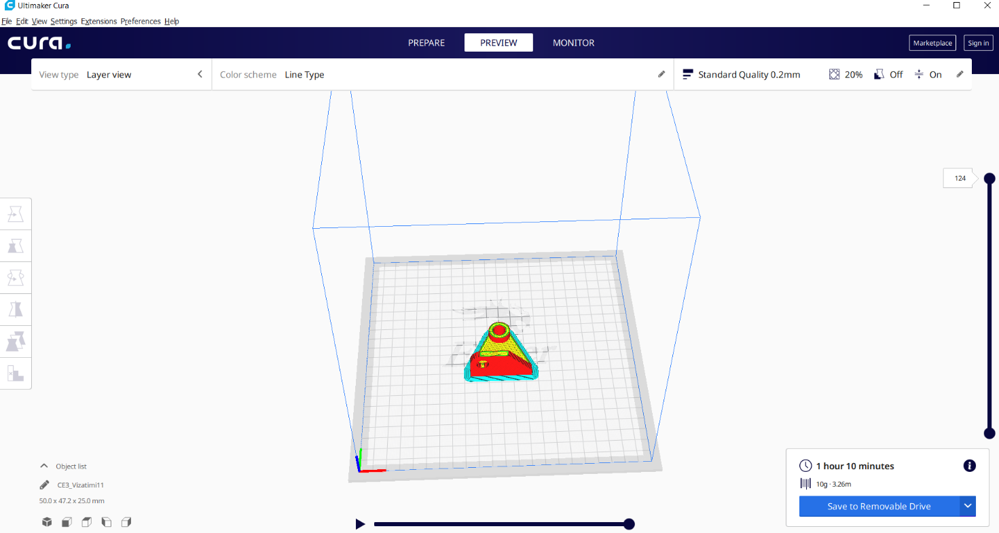 Ultimaker Cura
File Edit View Settings Extensions Preferences Help
cura.
PREPARE PREVIEW MONITOR
Marketplace Sign in
View type Layer view
Color scheme Line Type
Standard Quality 0.2mm 20% Off On
124
Object list
CE3_Vizatimi11
50.0 x 47.2 x 25.0 mm
1 hour 10 minutes
10g · 3.26m
Save to Removable Drive